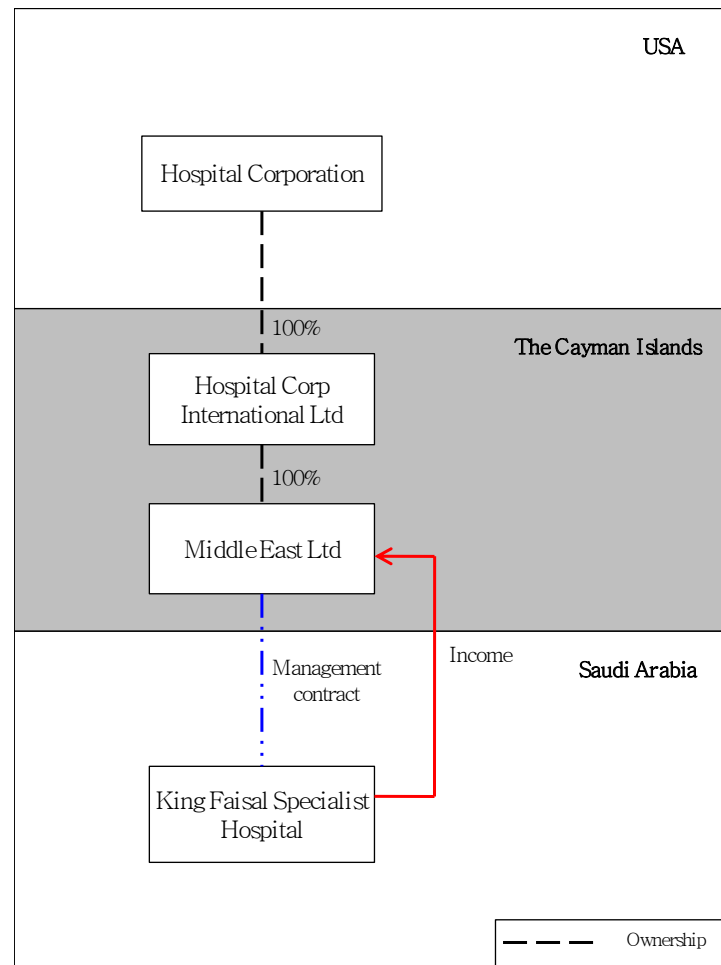 USA
Hospital Corporation
100%
The Cayman Islands
Hospital Corp
International Ltd
100%
Middle East Ltd
Income
Management
contract
Saudi Arabia
King Faisal Specialist
Hospital
Ownership